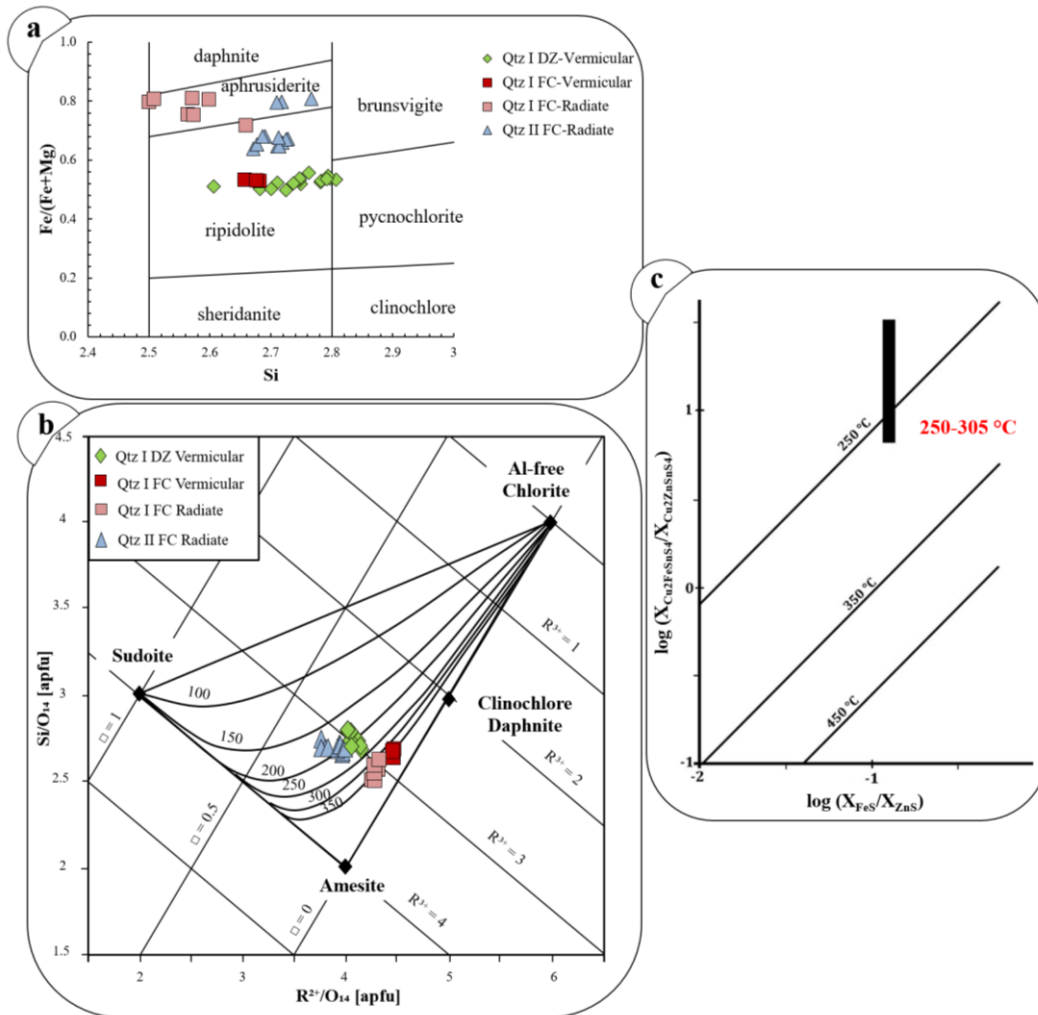 a
Fe/(Fe+Mg)
1.0
0.8
0.6
0.4
0.2
0.0
2.4
2.5
2.6
2.7
2.8
2.9
3
Si
daphnite
aphrusiderite
brunsvigite
ripidolite
pycnochlorite
sheridanite
clinochlore
Qtz I DZ-Vermicular
Qtz I FC-Vermicular
Qtz I FC-Radiate
Qtz II FC-Radiate
b
Si/O₁₄ [apfu]
4.5
4
3.5
3
2.5
2
1.5
2
3
4
5
6
R²⁺/O₁₄ [apfu]
Qtz I DZ Vermicular
Qtz I FC Vermicular
Qtz I FC Radiate
Qtz II FC Radiate
Al-free
Chlorite
Sudoite
Clinochlore
Daphnite
Amesite
100
150
200
250
300
350
□ = 1
□ = 0.5
□ = 0
R³⁺ = 1
R³⁺ = 2
R³⁺ = 3
R³⁺ = 4
c
log (X_Cu2FeSnS4/X_Cu2ZnSnS4)
1
0
-1
-2
-1
log (X_FeS/X_ZnS)
250 °C
350 °C
450 °C
250-305 °C